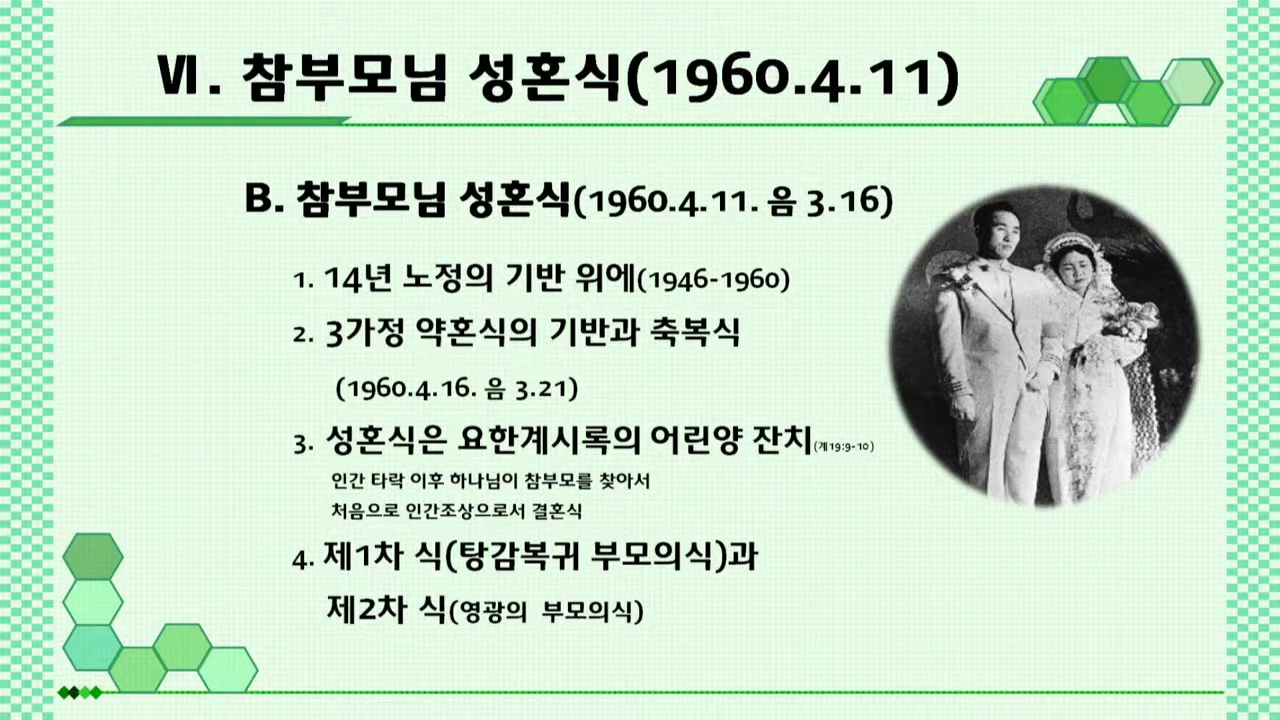 Ⅵ. 참부모님 성혼식(1960.4.11)
B. 참부모님 성혼식(1960.4.11. 음 3.16)
1. 14년 노정의 기반 위에(1946-1960)
2. 3가정 약혼식의 기반과 축복식
(1960.4.16. 음 3.21)
3. 성혼식은 요한계시록의 어린양 잔치(계19:9-10)
인간 타락 이후 하나님이 참부모를 찾아서
처음으로 인간조상으로서 결혼식
4. 제1차 식(탕감복귀 부모의식)과
제2차 식(영광의 부모의식)